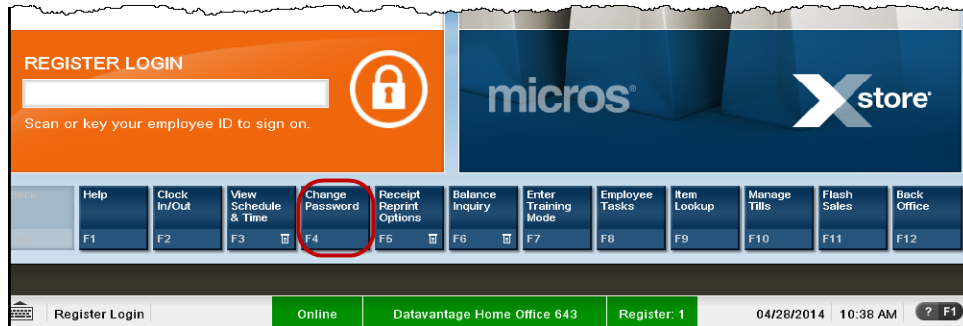 REGISTER LOGIN
Scan or key your employee ID to sign on.
micros®
Xstore®
Back
Help
F1
Clock
In/Out
F2
View
Schedule
& Time
F3
Change
Password
F4
Receipt
Reprint
Options
F5
Balance
Inquiry
F6
Enter
Training
Mode
F7
Employee
Tasks
F8
Item
Lookup
F9
Manage
Tills
F10
Flash
Sales
F11
Back
Office
F12
Register Login
Online
Datavantage Home Office 643
Register: 1
04/28/2014
10:38 AM
? F1